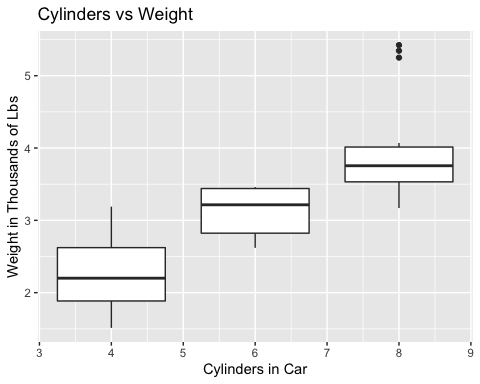 Cylinders vs Weight
Weight in Thousands of Lbs
5
4
3
2
3 4 5 6 7 8 9
Cylinders in Car